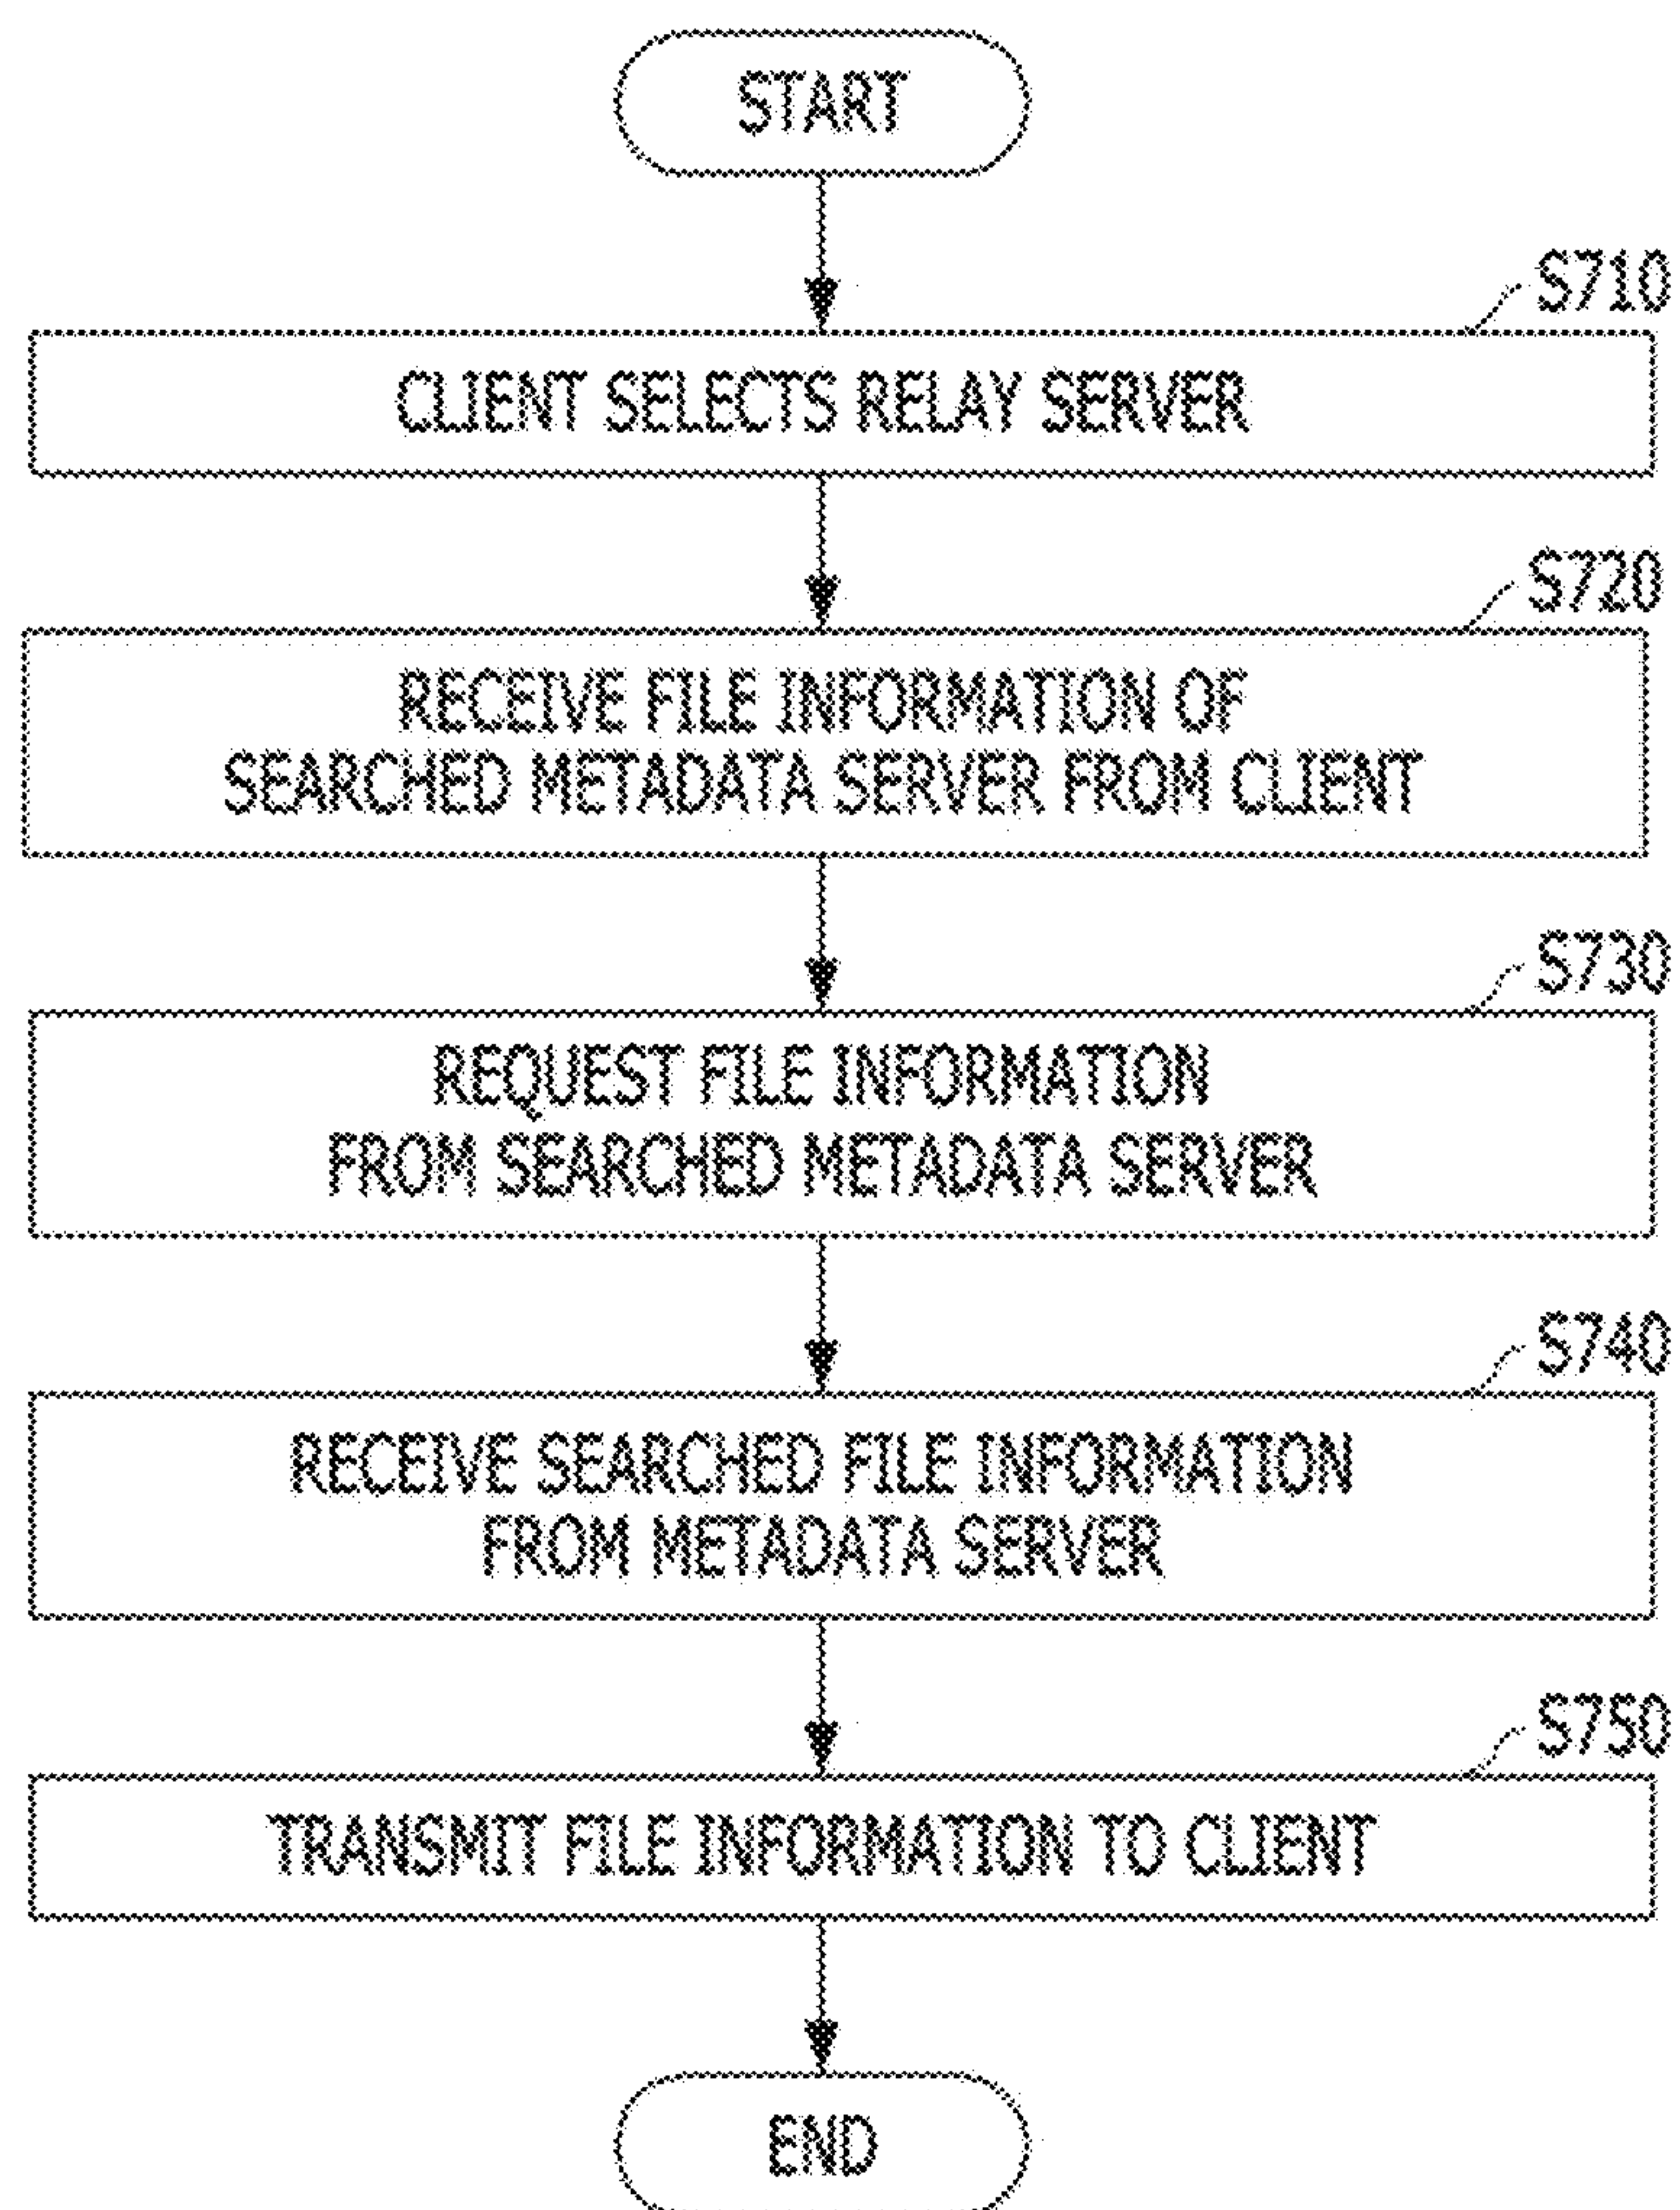 START
S710
CLIENT SELECTS RELAY SERVER
S720
RECEIVE FILE INFORMATION OF
SEARCHED METADATA SERVER FROM CLIENT
S730
REQUEST FILE INFORMATION
FROM SEARCHED METADATA SERVER
S740
RECEIVE SEARCHED FILE INFORMATION
FROM METADATA SERVER
S750
TRANSMIT FILE INFORMATION TO CLIENT
END